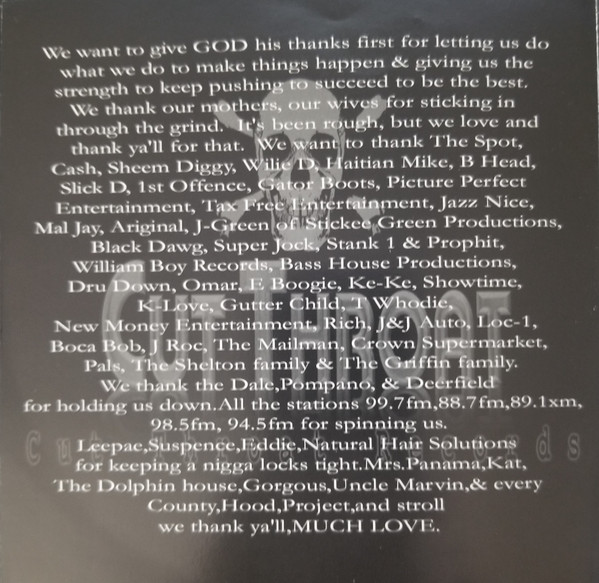 We want to give GOD his thanks first for letting us do
what we do to make things happen & giving us the
strength to keep pushing to succeed to be the best.
We thank our mothers, our wives for sticking in
through the grind. It's been rough, but we love and
thank ya'll for that. We want to thank The Spot,
Cash, Sheem Diggy, Wilie D, Haitian Mike, B Head,
Slick D, 1st Offence, Gator Boots, Picture Perfect
Entertainment, Tax Free Entertainment, Jazz Nice,
Mal Jay, Ariginal, J-Green of Stickee,Green Productions,
Black Dawg, Super Jock, Stank 1 & Prophit,
William Boy Records, Bass House Productions,
Dru Down, Omar, E Boogie, Ke-Ke, Showtime,
K-Love, Gutter Child, T Whodie,
New Money Entertainment, Rich, J&J Auto, Loc-1,
Boca Bob, J Roc, The Mailman, Crown Supermarket,
Pals, The Shelton family & The Griffin family.
We thank the Dale,Pompano, & Deerfield
for holding us down.All the stations 99.7fm,88.7fm,89.1xm,
98.5fm, 94.5fm for spinning us.
Leepae,Suspence,Eddie,Natural Hair Solutions
for keeping a nigga locks tight.Mrs.Panama,Kat,
The Dolphin house,Gorgous,Uncle Marvin,& every
County,Hood,Project,and stroll
we thank ya'll,MUCH LOVE.
Cut Throat
Cut Throat Records